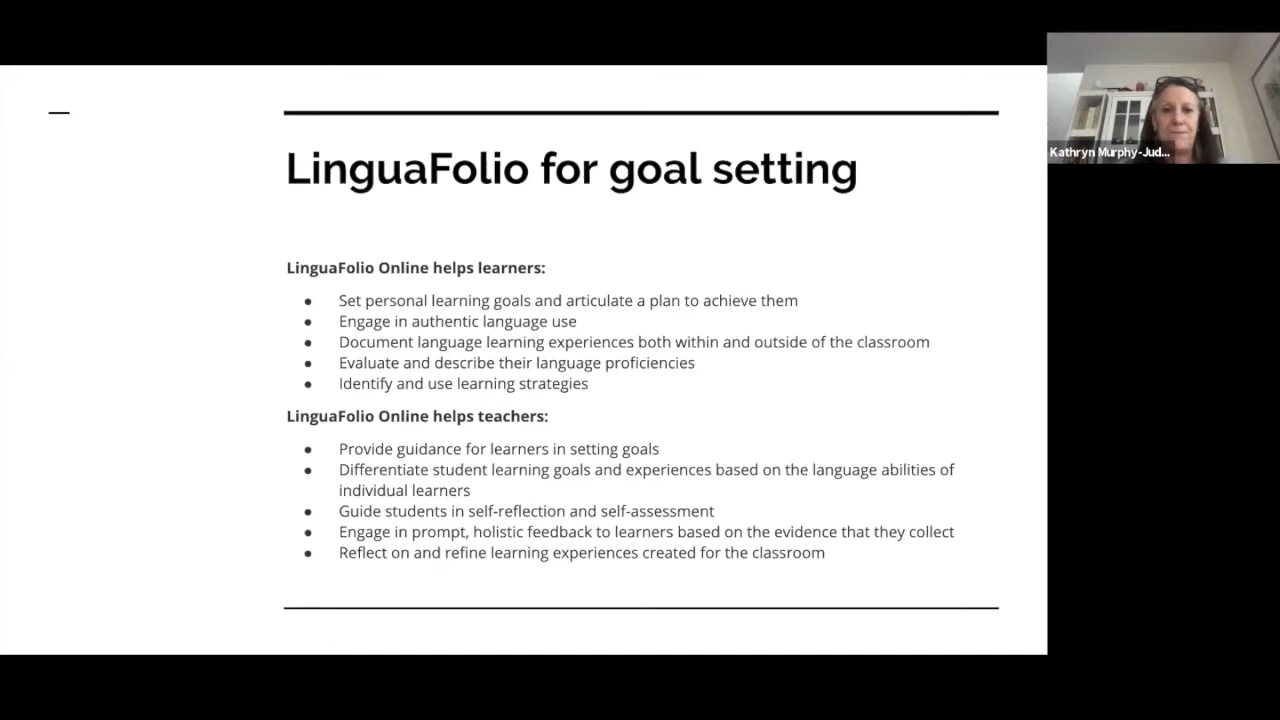 LinguaFolio for goal setting
LinguaFolio Online helps learners:
● Set personal learning goals and articulate a plan to achieve them
● Engage in authentic language use
● Document language learning experiences both within and outside of the classroom
● Evaluate and describe their language proficiencies
● Identify and use learning strategies
LinguaFolio Online helps teachers:
● Provide guidance for learners in setting goals
● Differentiate student learning goals and experiences based on the language abilities of
individual learners
● Guide students in self-reflection and self-assessment
● Engage in prompt, holistic feedback to learners based on the evidence that they collect
● Reflect on and refine learning experiences created for the classroom
Kathryn Murphy-Jud...